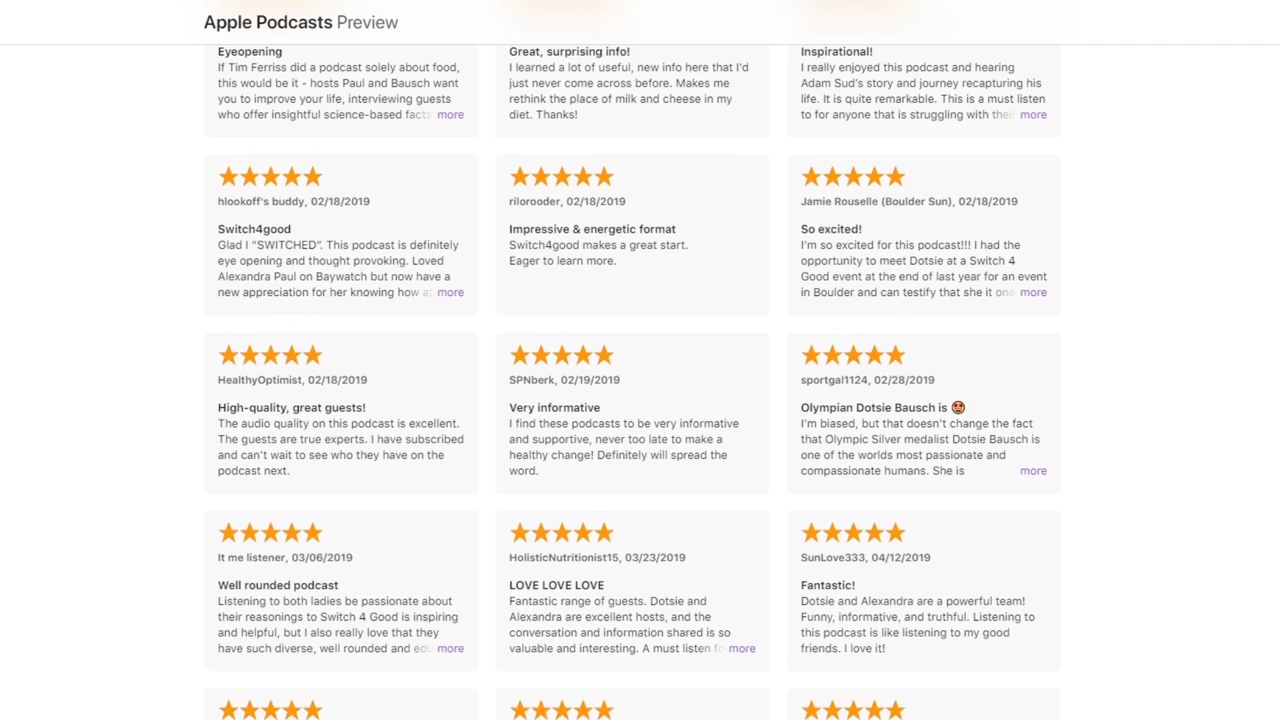 Apple Podcasts Preview
Eyeopening
If Tim Ferriss did a podcast solely about food,
this would be it - hosts Paul and Bausch want
you to improve your life, interviewing guests
who offer insightful science-based facts more
Great, surprising info!
I learned a lot of useful, new info here that I'd
just never come across before. Makes me
rethink the place of milk and cheese in my
diet. Thanks!
Inspirational!
I really enjoyed this podcast and hearing
Adam Sud's story and journey recapturing his
life. It is quite remarkable. This is a must listen
to for anyone that is struggling with their more
hlookoff's buddy, 02/18/2019
Switch4good
Glad I “SWITCHED”. This podcast is definitely
eye opening and thought provoking. Loved
Alexandra Paul on Baywatch but now have a
new appreciation for her knowing how more
rilorooder, 02/18/2019
Impressive & energetic format
Switch4good makes a great start.
Eager to learn more.
Jamie Rouselle (Boulder Sun), 02/18/2019
So excited!
I'm so excited for this podcast!!! I had the
opportunity to meet Dotsie at a Switch 4
Good event at the end of last year for an event
in Boulder and can testify that she it one more
HealthyOptimist, 02/18/2019
High-quality, great guests!
The audio quality on this podcast is excellent.
The guests are true experts. I have subscribed
and can't wait to see who they have on the
podcast next.
SPNberk, 02/19/2019
Very informative
I find these podcasts to be very informative
and supportive, never too late to make a
healthy change! Definitely will spread the
word.
sportgal1124, 02/28/2019
Olympian Dotsie Bausch is 🤩
I'm biased, but that doesn't change the fact
that Olympic Silver medalist Dotsie Bausch is
one of the worlds most passionate and
compassionate humans. She is more
It me listener, 03/06/2019
Well rounded podcast
Listening to both ladies be passionate about
their reasonings to Switch 4 Good is inspiring
and helpful, but I also really love that they
have such diverse, well rounded and more
HolisticNutritionist15, 03/23/2019
LOVE LOVE LOVE
Fantastic range of guests. Dotsie and
Alexandra are excellent hosts, and the
conversation and information shared is so
valuable and interesting. A must listen more
SunLove333, 04/12/2019
Fantastic!
Dotsie and Alexandra are a powerful team!
Funny, informative, and truthful. Listening to
this podcast is like listening to my good
friends. I love it!